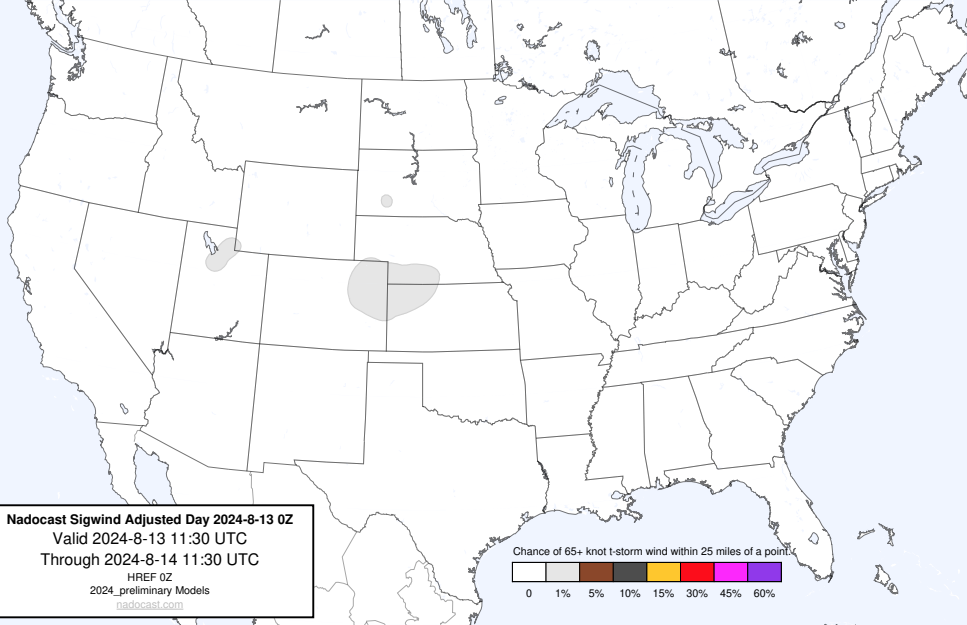 Nadocast Sigwind Adjusted Day 2024-8-13 0Z
Valid 2024-8-13 11:30 UTC
Through 2024-8-14 11:30 UTC
HREF 0Z
2024_preliminary Models
nadocast.com
Chance of 65+ knot t-storm wind within 25 miles of a point.
0 1% 5% 10% 15% 30% 45% 60%